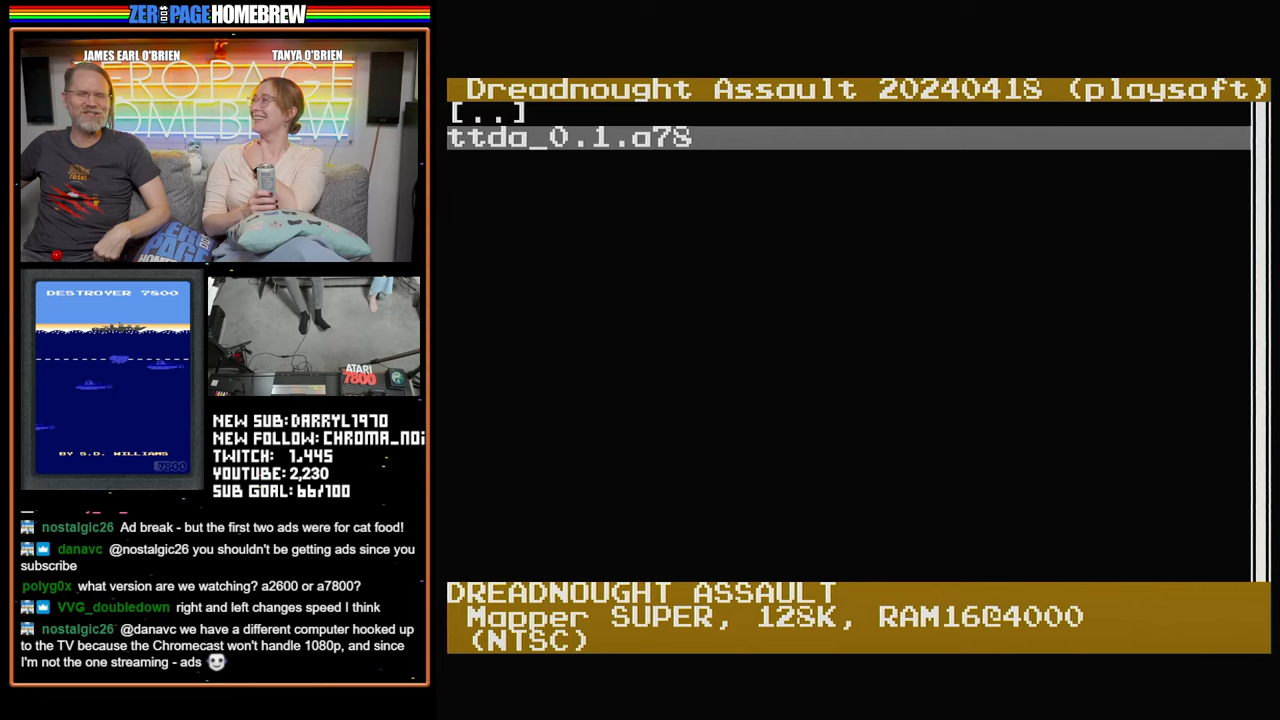 ZER PAGE HOMEBREW
JAMES EARL O'BRIEN
TANYA O'BRIEN
Dreadnought Assault 20240418 (playsoft)
[..]
ttda_0.1.a78
DESTROYER 7800
BY S.D. WILLIAMS
7800
ATARI
7800
NEW SUB:DARRYL1970
NEW FOLLOW:CHROMA_NOI
TWITCH: 1,445
YOUTUBE: 2,230
SUB GOAL: 66/100
nostalgic26 Ad break - but the first two ads were for cat food!
danavc @nostalgic26 you shouldn't be getting ads since you
subscribe
polyg0x what version are we watching? a2600 or a7800?
VVG_doubledown right and left changes speed I think
nostalgic26 @danavc we have a different computer hooked up
to the TV because the Chromecast won't handle 1080p, and since
I'm not the one streaming - ads
DREADNOUGHT ASSAULT
Mapper SUPER, 128K, RAM16@4000
(NTSC)